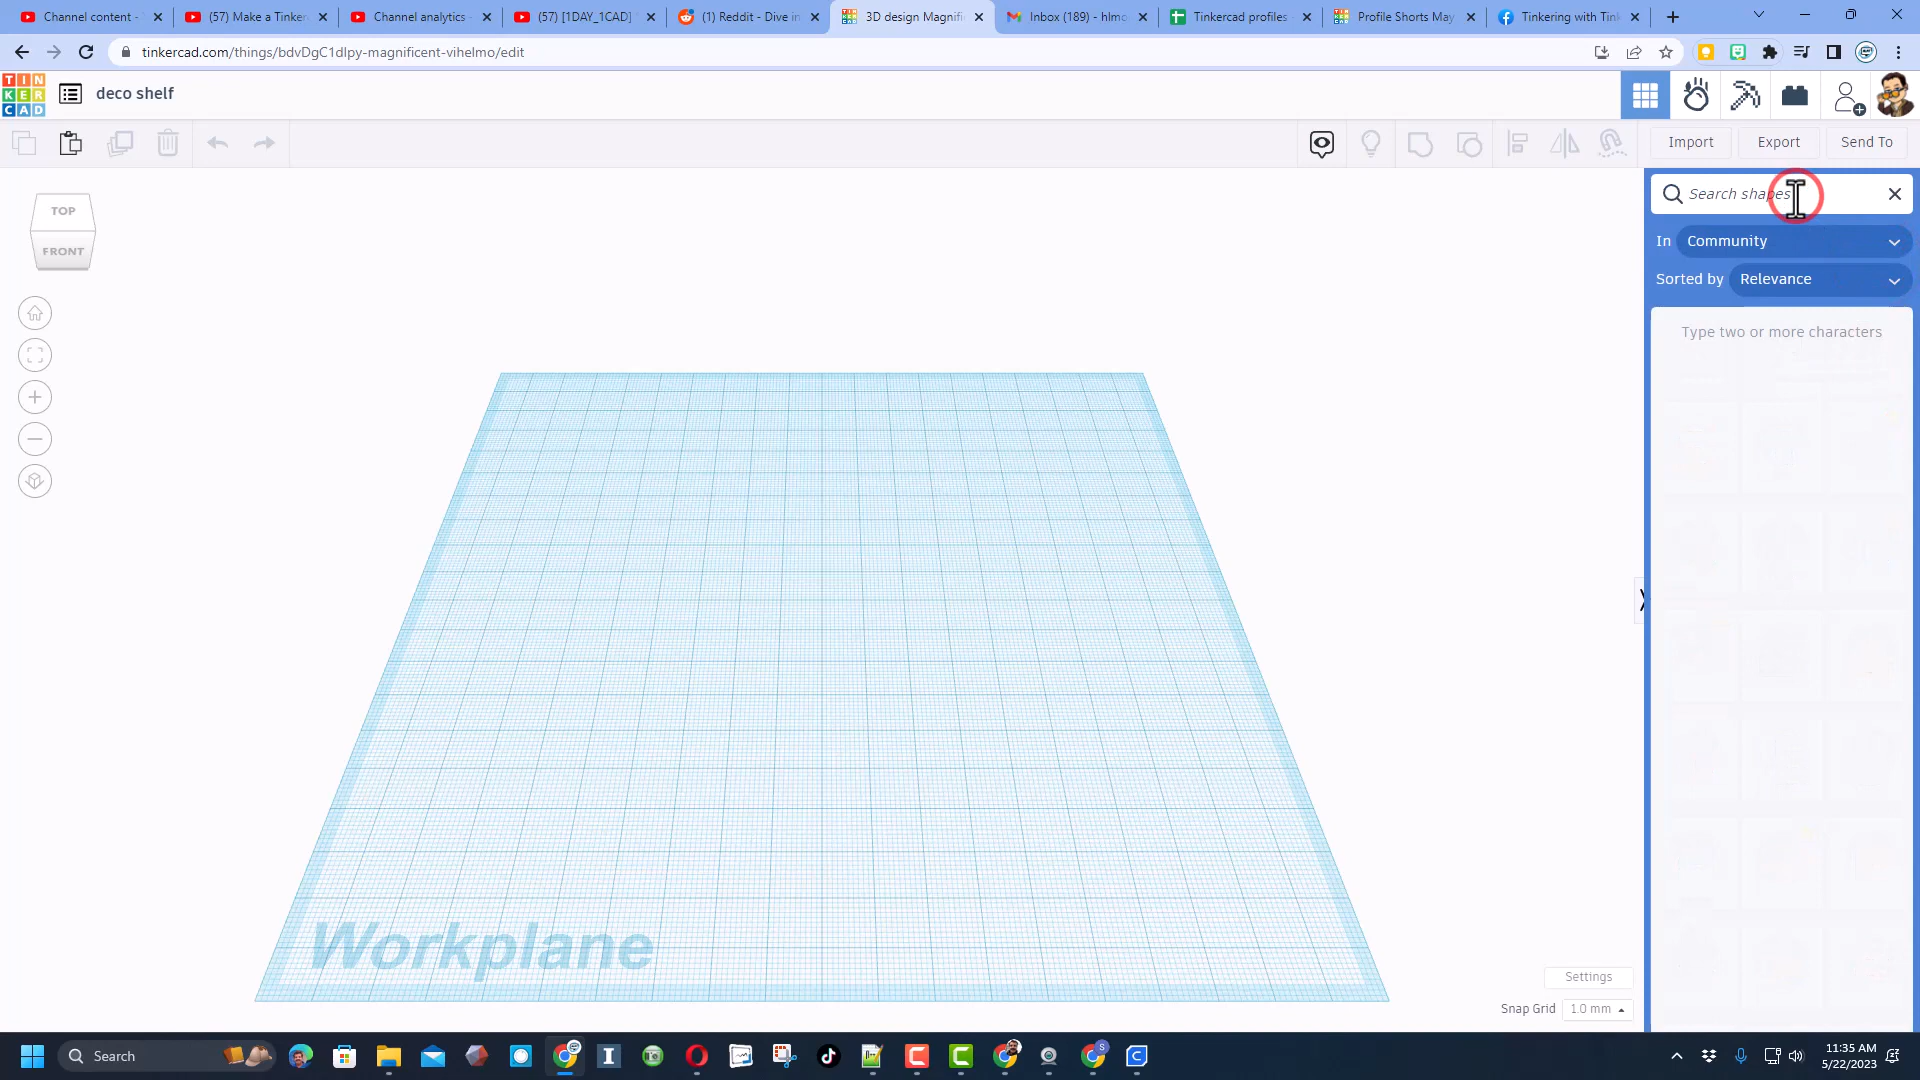 Channel content -
(57) Make a Tinker
Channel analytics -
(57) [1DAY_1CAD]
(1) Reddit - Dive in
3D design Magnifi
Inbox (189) - hlmo
Tinkercad profiles -
Profile Shorts May
Tinkering with Tink
tinkercad.com/things/bdvDgC1dlpy-magnificent-vihelmo/edit
TIN
KER
CAD
deco shelf
Import
Export
Send To
TOP
FRONT
Search shapes
In Community
Sorted by Relevance
Type two or more characters
Workplane
Settings
Snap Grid 1.0 mm
Search
11:35 AM
5/22/2023